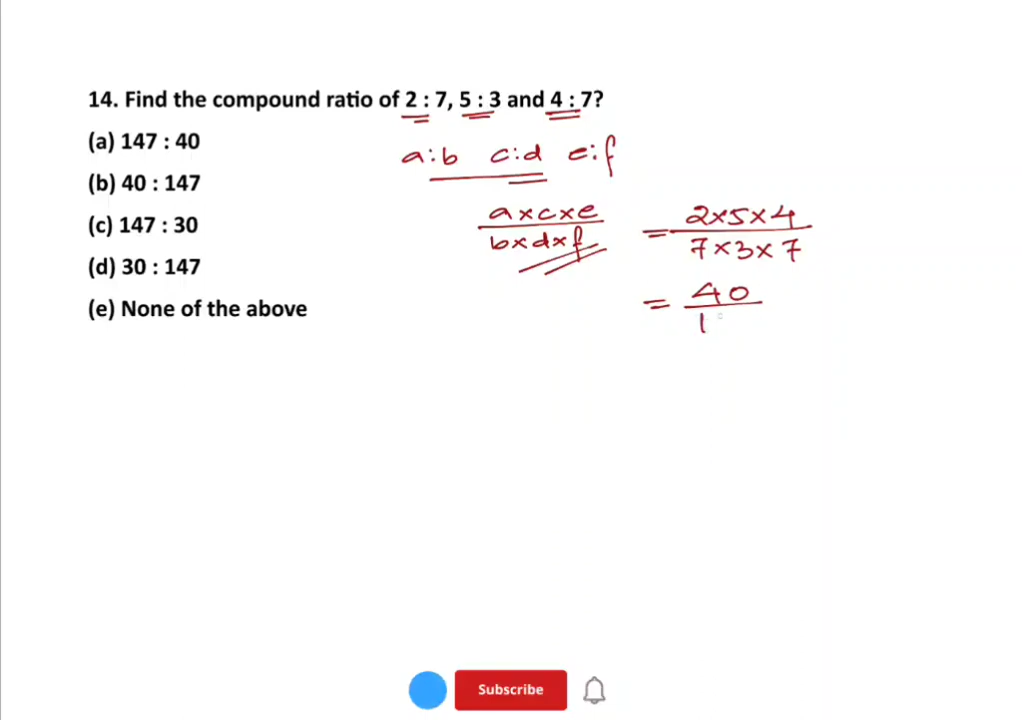 14. Find the compound ratio of 2 : 7, 5 : 3 and 4 : 7?
(a) 147 : 40
(b) 40 : 147
(c) 147 : 30
(d) 30 : 147
(e) None of the above
a:b c:d e:f
a×c×e
b×d×f
= 2×5×4
7×3×7
= 40
1
Subscribe